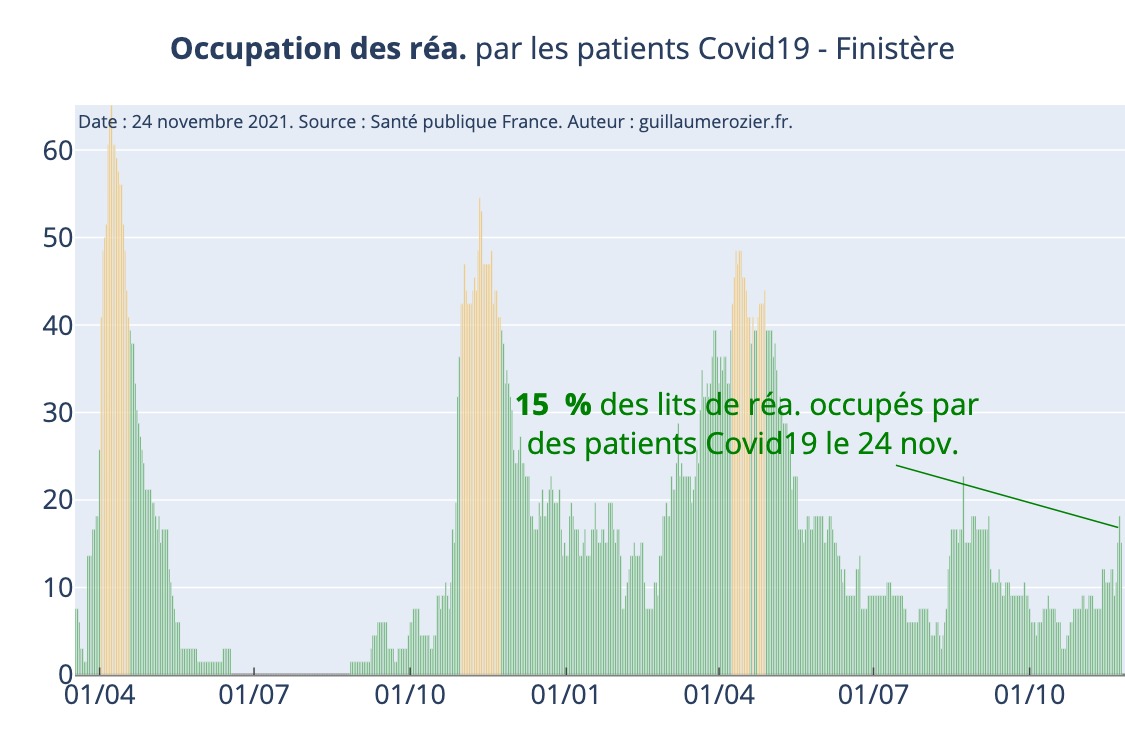 Occupation des réa. par les patients Covid19 - Finistère
Date : 24 novembre 2021. Source : Santé publique France. Auteur : guillaumerozier.fr.
60
50
40
30
15  % des lits de réa. occupés par
des patients Covid19 le 24 nov.
20
10
0
01/04 01/07 01/10 01/01 01/04 01/07 01/10